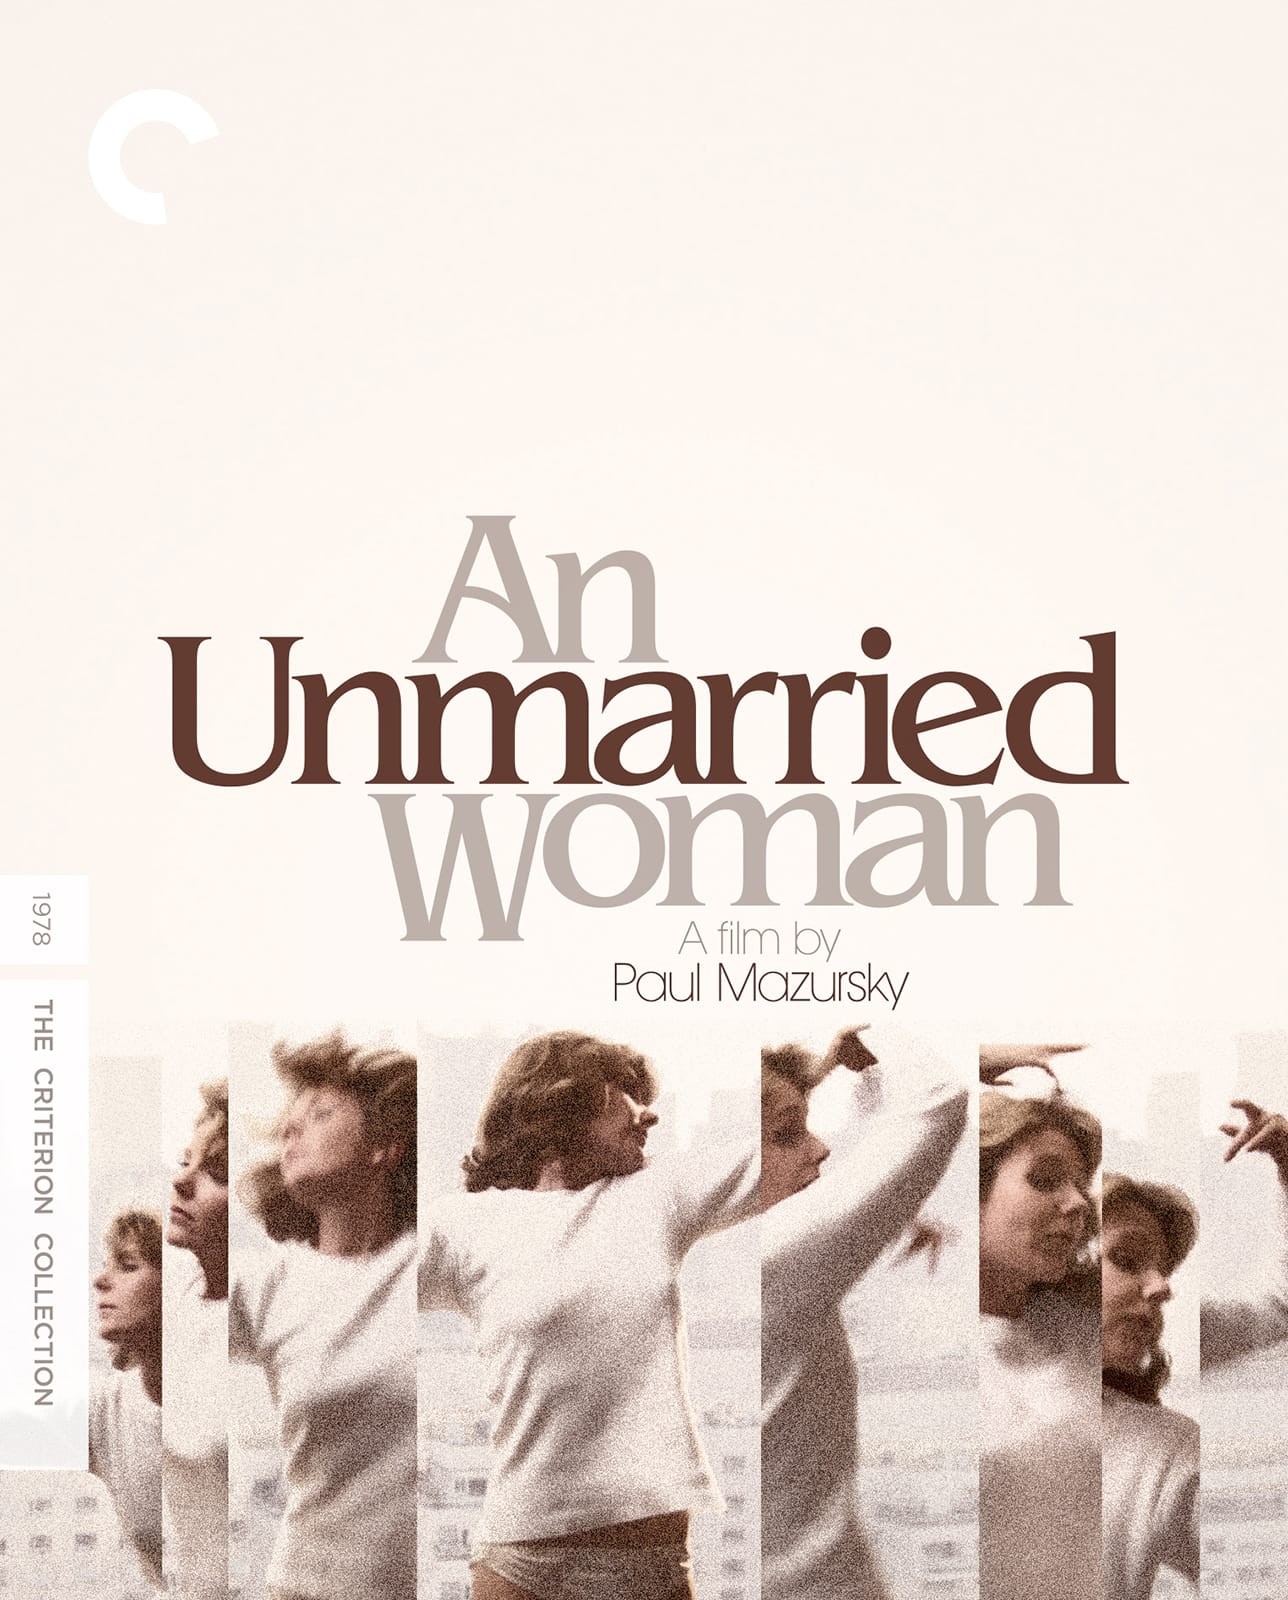 An
Unmarried
Woman
A film by
Paul Mazursky
1978
THE CRITERION COLLECTION